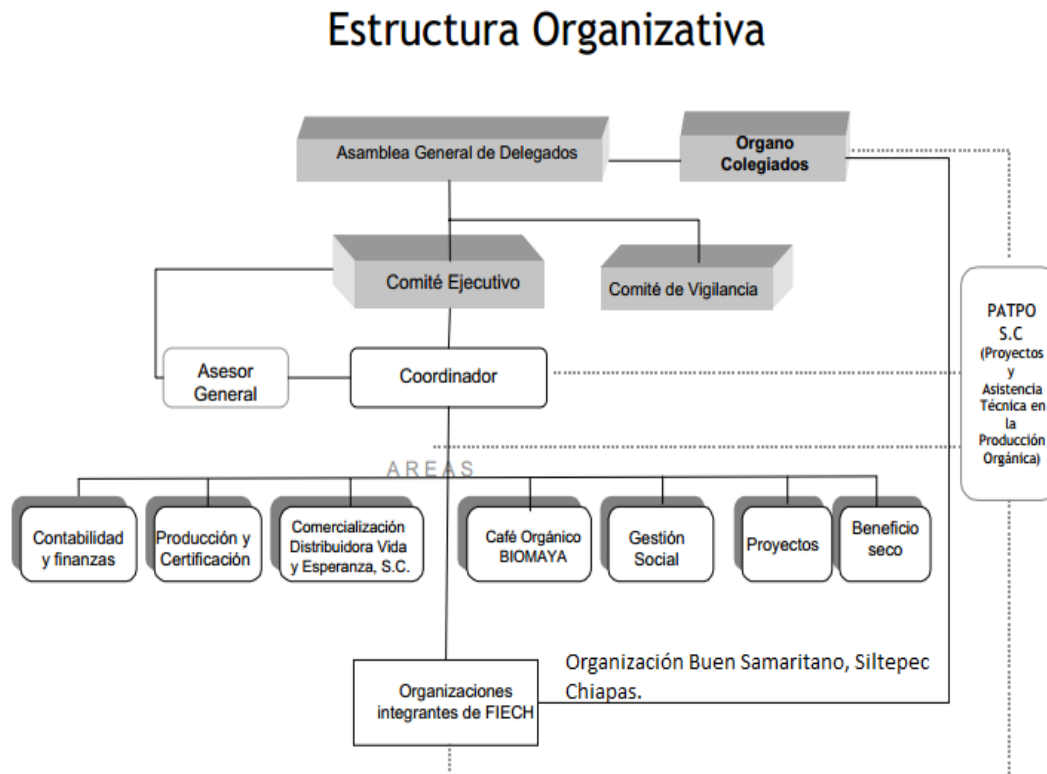 Estructura Organizativa
Asamblea General de Delegados
Organo
Colegiados
Comité Ejecutivo
Comité de Vigilancia
PATPO
S.C
(Proyectos
y
Asistencia
Técnica en
la
Producción
Orgánica)
Asesor
General
Coordinador
A R E A S
Contabilidad
y finanzas
Producción y
Certificación
Comercialización
Distribuidora Vida
y Esperanza, S.C.
Café Orgánico
BIOMAYA
Gestión
Social
Proyectos
Beneficio
seco
Organización Buen Samaritano, Siltepec
Chiapas.
Organizaciones
integrantes de FIECH